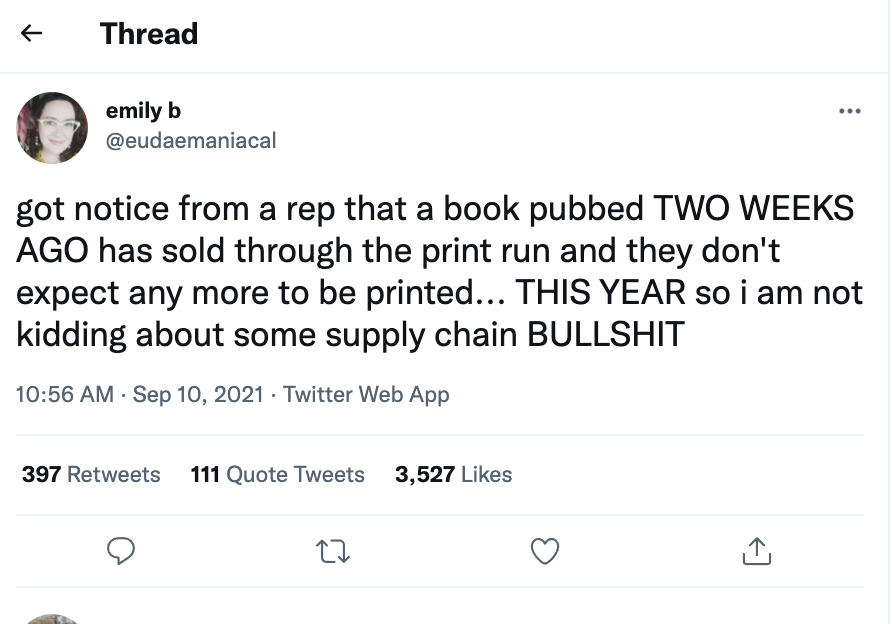 Thread
emily b
@eudaemaniacal
got notice from a rep that a book pubbed TWO WEEKS
AGO has sold through the print run and they don't
expect any more to be printed... THIS YEAR so i am not
kidding about some supply chain BULLSHIT
10:56 AM · Sep 10, 2021 · Twitter Web App
397 Retweets 111 Quote Tweets 3,527 Likes